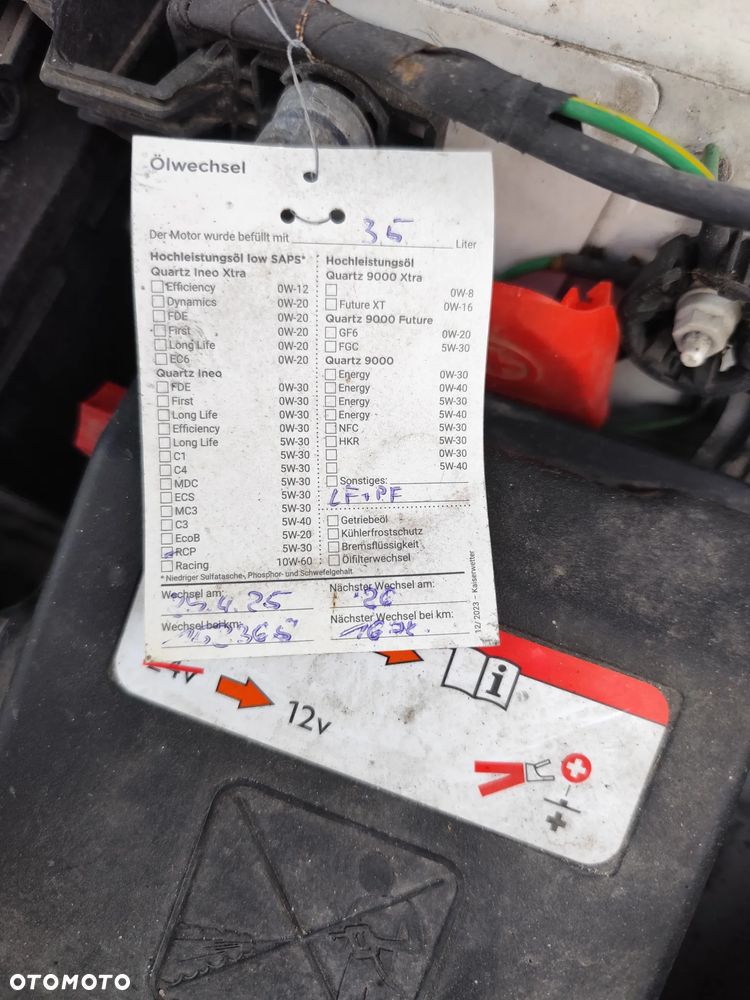 Ölwechsel
Der Motor wurde befüllt mit 3,5 Liter
Hochleistungsöl low SAPS*
Quartz Ineo Xtra
Efficiency 0W-12
Dynamics 0W-20
FDE 0W-20
First 0W-20
Long Life 0W-20
EC6 0W-20
Quartz Ineo
FDE 0W-30
First 0W-30
Long Life 0W-30
Efficiency 0W-30
Long Life 5W-30
C1 5W-30
C4 5W-30
MDC 5W-30
ECS 5W-30
MC3 5W-30
C3 5W-40
EcoB 5W-20
RCP 5W-30
Racing 10W-60
* Niedriger Sulfatasche-, Phosphor- und Schwefelgehalt
Hochleistungsöl
Quartz 9000 Xtra
0W-8
Future XT 0W-16
Quartz 9000 Future
GF6 0W-20
FGC 5W-30
Quartz 9000
Energy 0W-30
Energy 0W-40
Energy 5W-30
Energy 5W-40
NFC 5W-30
HKR 5W-30
0W-30
5W-40
Sonstiges:
LF+PF
Getriebeöl
Kühlerfrostschutz
Bremsflüssigkeit
Ölfilterwechsel
Wechsel am: 25.4.25
Nächster Wechsel am: 26
Wechsel bei km:
Nächster Wechsel bei km:
12/2023 – Kaiserwetter
24v
12v
i
OTOMOTO